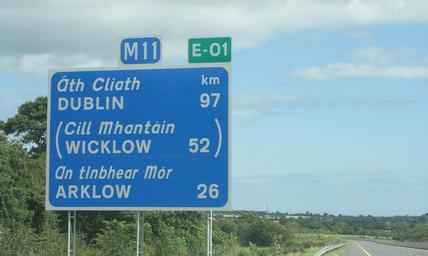 M11 E-01
Áth Cliath km
DUBLIN 97
(Cill Mhantáin
WICKLOW 52)
An tInbhear Mór
ARKLOW 26